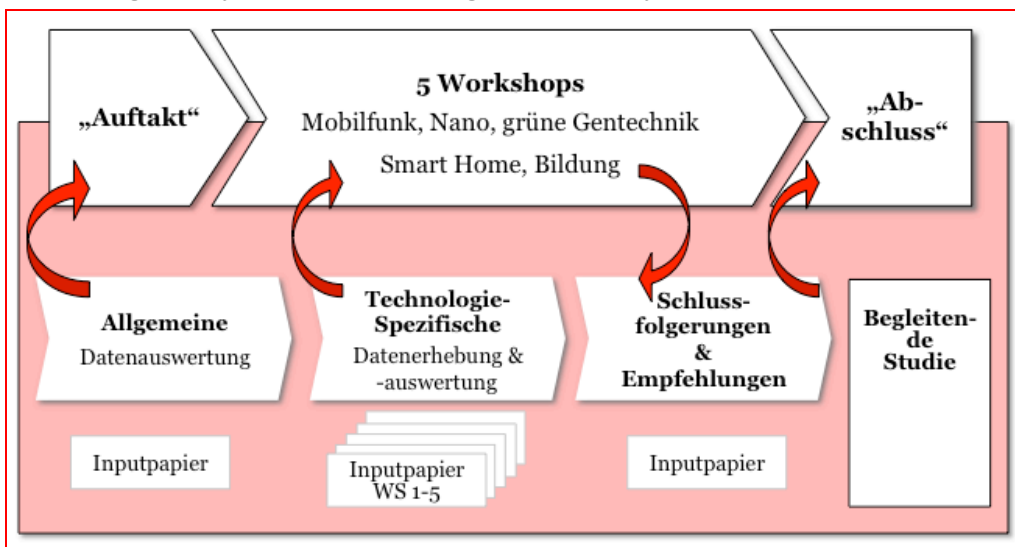 „Auftakt“
5 Workshops
Mobilfunk, Nano, grüne Gentechnik
Smart Home, Bildung
„Ab-
schluss“
Allgemeine
Datenauswertung
Technologie-
Spezifische
Datenerhebung &
-auswertung
Schluss-
folgerungen
&
Empfehlungen
Begleiten-
de
Studie
Inputpapier
Inputpapier
WS 1-5
Inputpapier